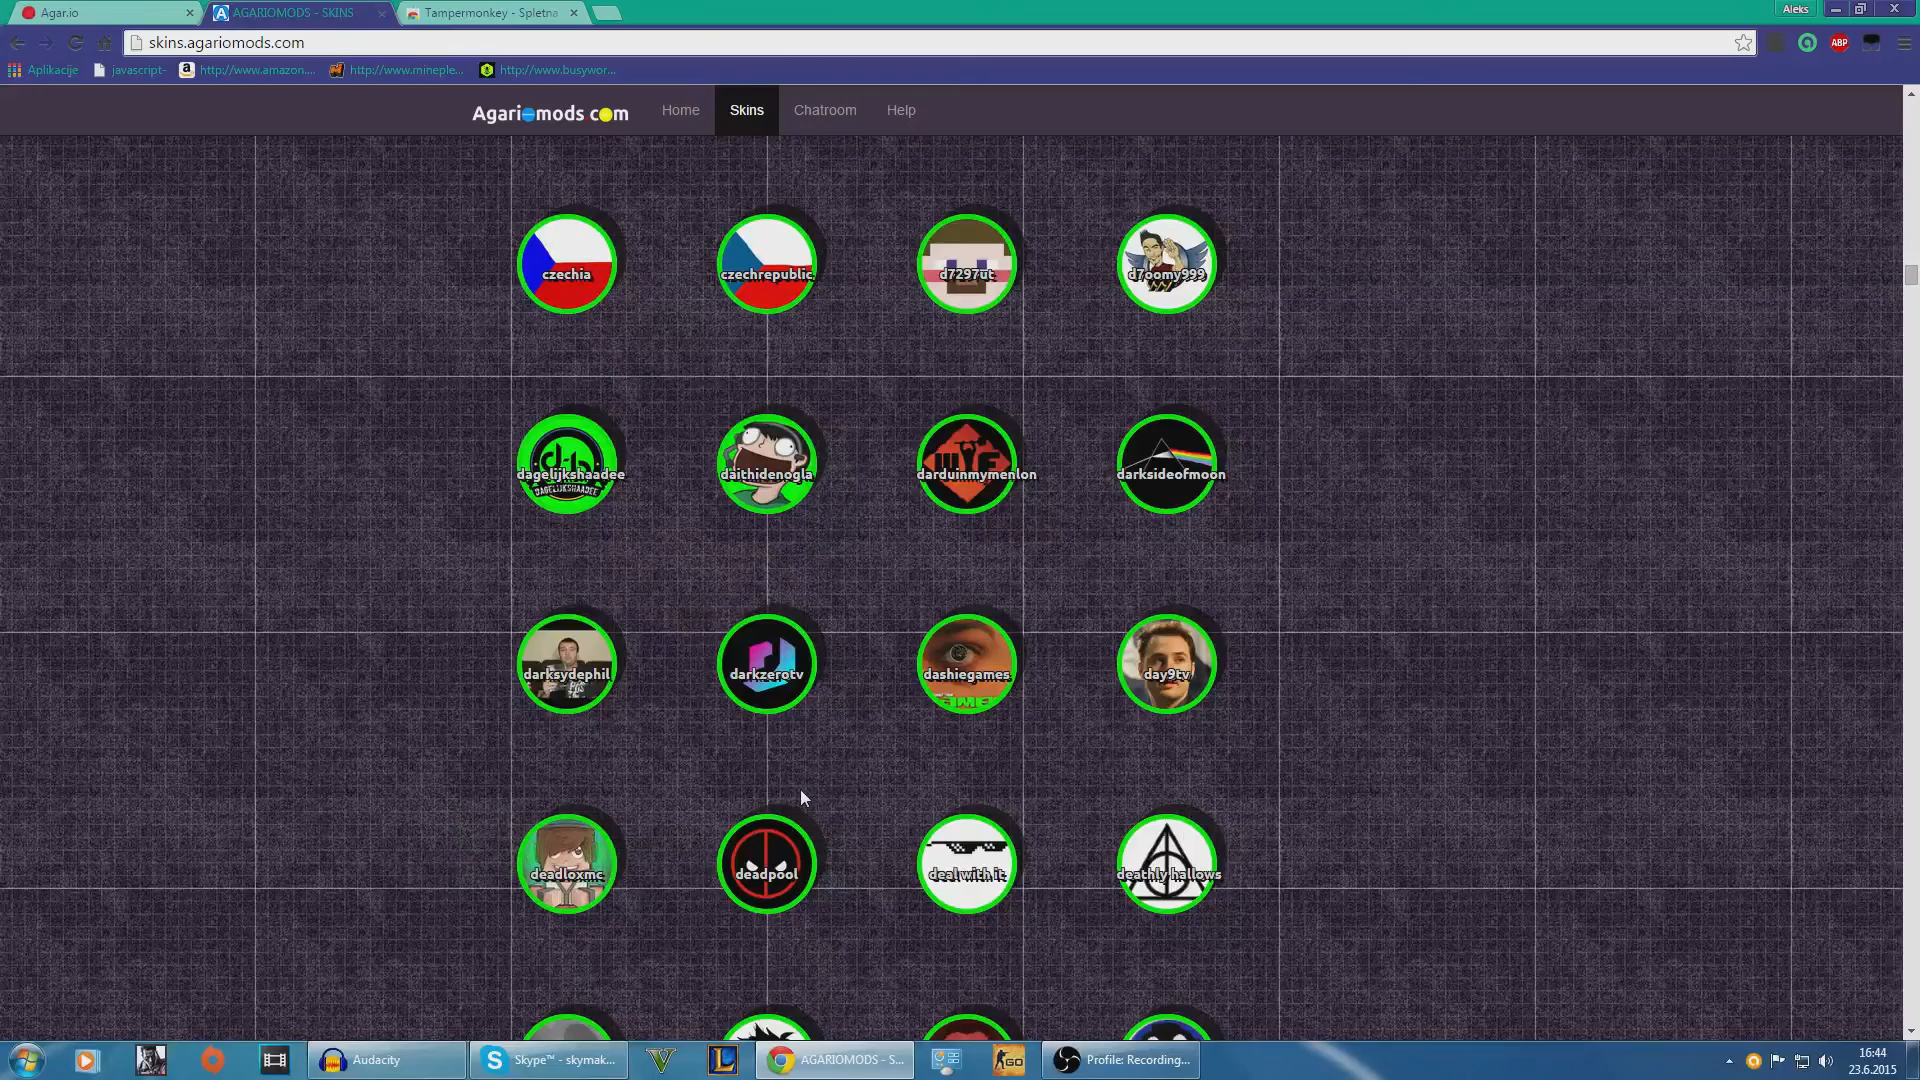 Agar.io
AGARIOMODS - SKINS
Tampermonkey - Spletna
Aleks
skins.agariomods.com
ABP
Aplikacije
javascript-
http://www.amazon....
http://www.mineple...
http://www.busywor...
Agariomods com
Home
Skins
Chatroom
Help
czechia
czechrepublic
d7297ut
d7oomy999
dagelijkshaadee
DAGELIJKSHAADEE
daithidenogla
darduinmymenlon
darksideofmoon
darksydephil
darkzerotv
dashiegames
day9tv
deadloxmc
deadpool
deal with it
deathly hallows
Audacity
Skype™ - skymak...
AGARIOMODS - S...
GO
Profile: Recording...
16:44
23.6.2015